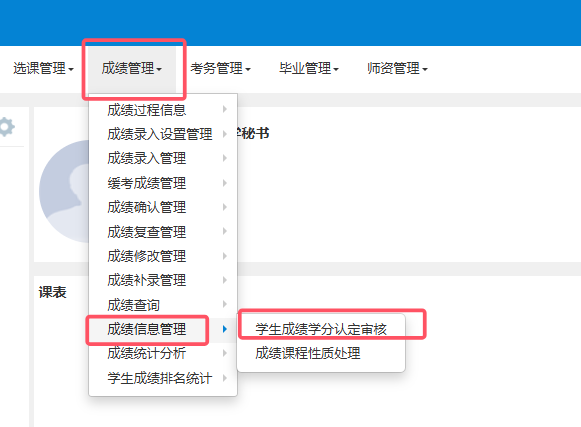 选课管理 成绩管理 考务管理 毕业管理 师资管理
成绩过程信息
成绩录入设置管理
秘书
成绩录入管理
缓考成绩管理
成绩确认管理
成绩复查管理
成绩修改管理
成绩补录管理
课表
成绩查询
成绩信息管理
学生成绩学分认定审核
成绩统计分析
成绩课程性质处理
学生成绩排名统计